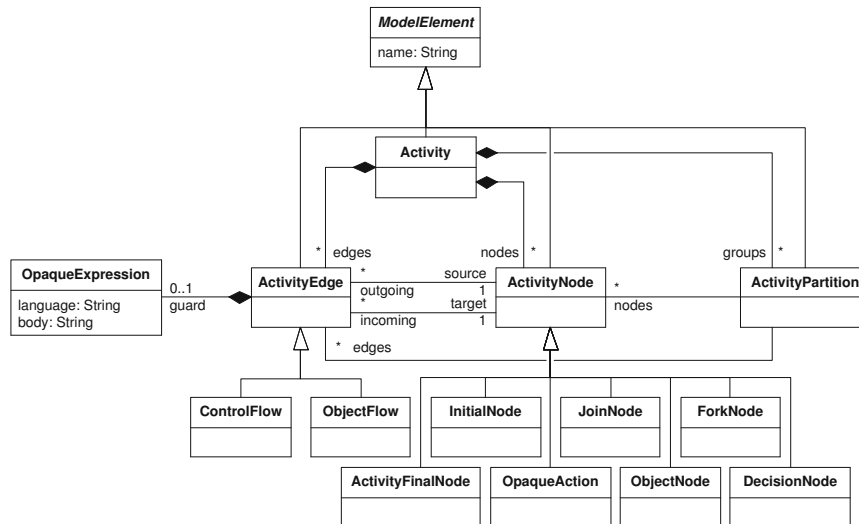 ModelElement
name: String
Activity
* edges
nodes *
groups *
OpaqueExpression
language: String
body: String
0..1
guard
ActivityEdge
*
outgoing
*
incoming
source
1
target
1
ActivityNode
*
nodes
ActivityPartition
* edges
ControlFlow
ObjectFlow
InitialNode
JoinNode
ForkNode
ActivityFinalNode
OpaqueAction
ObjectNode
DecisionNode